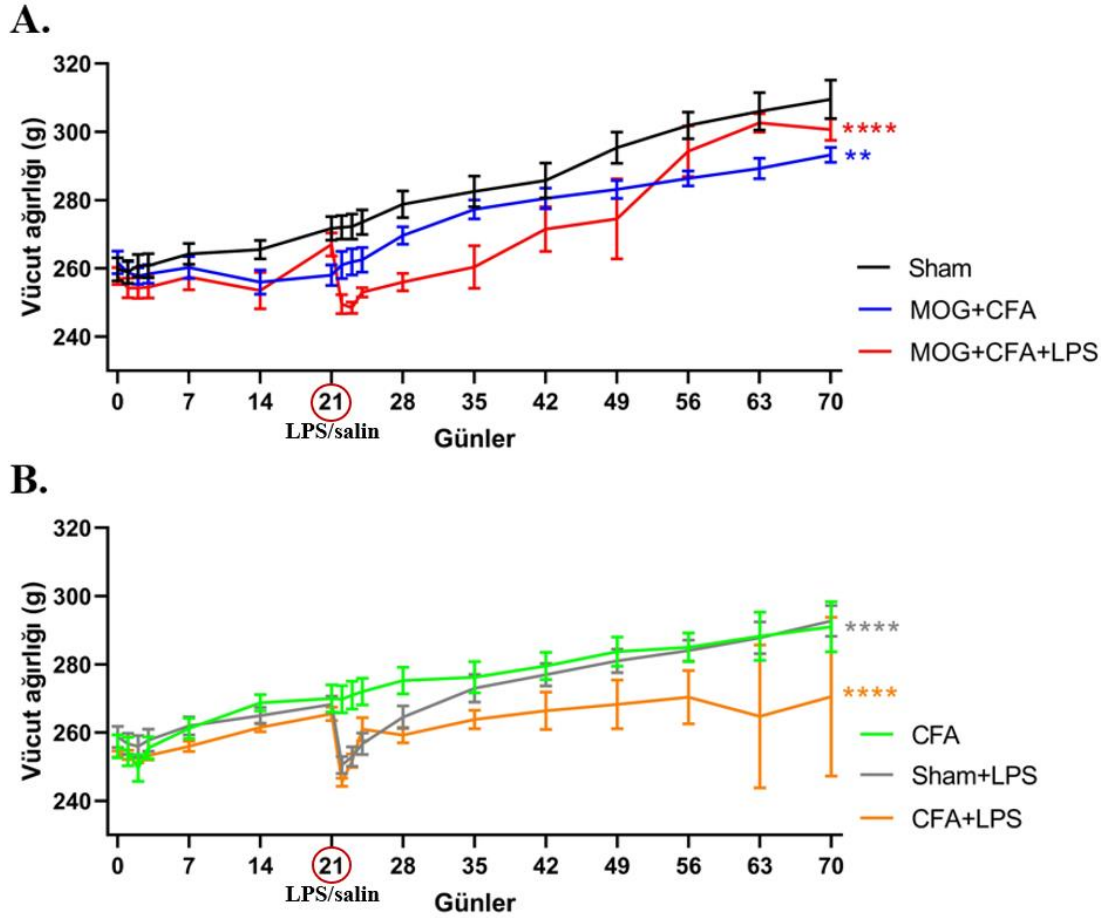 A.
Vücut ağırlığı (g)
320
300
280
260
240
0 7 14 21 28 35 42 49 56 63 70
LPS/salin
Günler
****
**
Sham
MOG+CFA
MOG+CFA+LPS
B.
Vücut ağırlığı (g)
320
300
280
260
240
0 7 14 21 28 35 42 49 56 63 70
LPS/salin
Günler
****
****
CFA
Sham+LPS
CFA+LPS